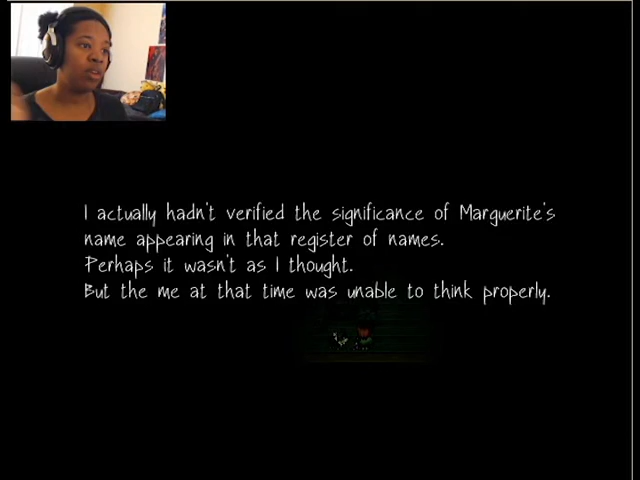 I actually hadn't verified the significance of Marguerite's
name appearing in that register of names.
Perhaps it wasn't as I thought.
But the me at that time was unable to think properly.